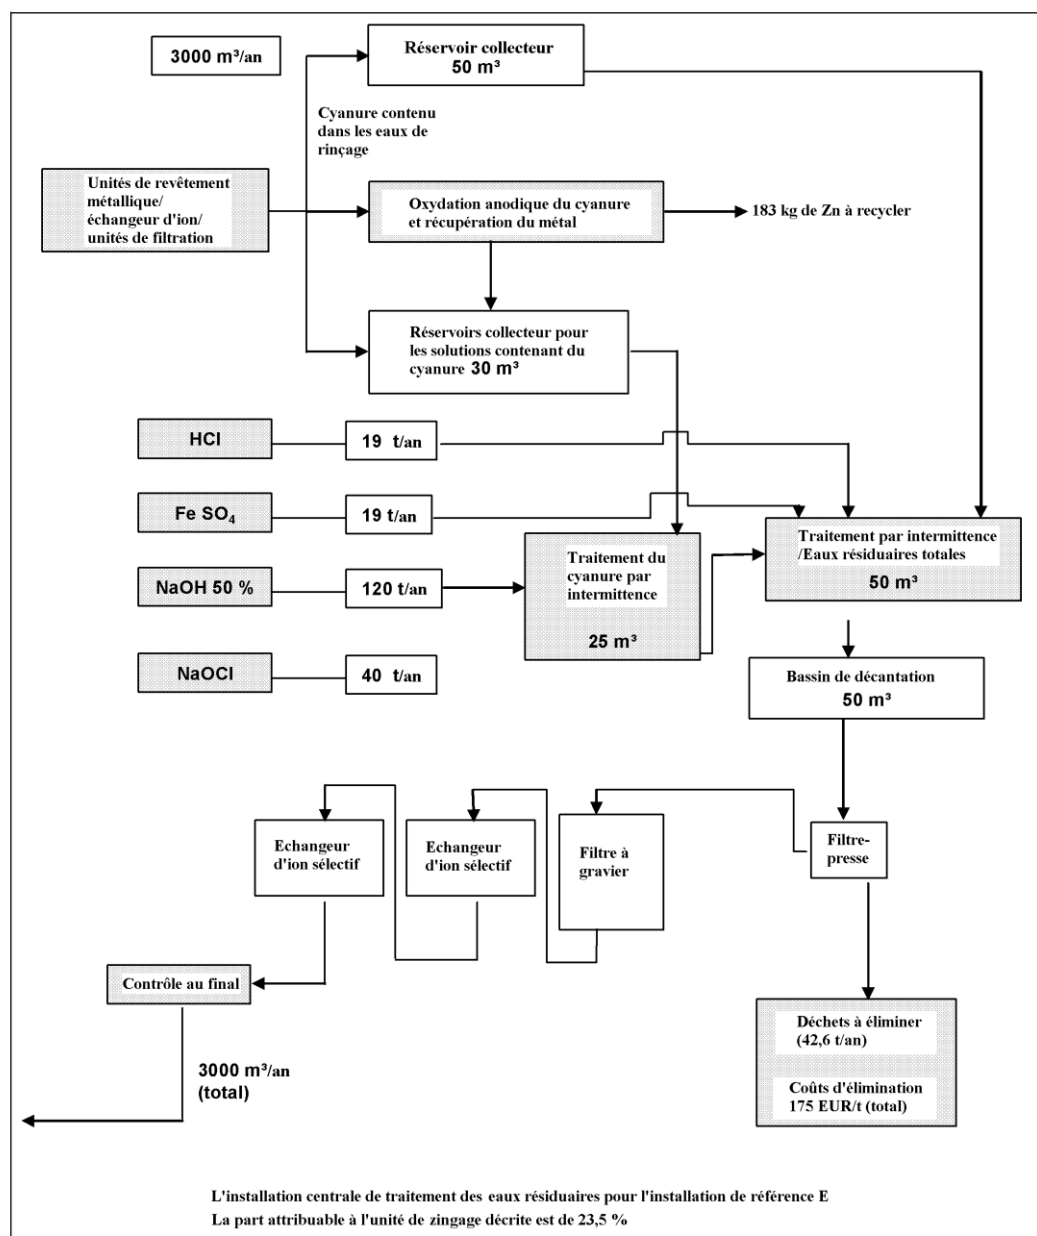 3000 m³/an
Réservoir collecteur
50 m³
Cyanure contenu
dans les eaux de
rinçage
Unités de revêtement
métallique/
échangeur d'ion/
unités de filtration
Oxydation anodique du cyanure
et récupération du métal
183 kg de Zn à recycler
Réservoirs collecteur pour
les solutions contenant du
cyanure 30 m³
HCl
19 t/an
Fe SO₄
19 t/an
NaOH 50 %
120 t/an
NaOCl
40 t/an
Traitement du
cyanure par
intermittence
25 m³
Traitement par intermittence
/Eaux résiduaires totales
50 m³
Bassin de décantation
50 m³
Echangeur
d'ion sélectif
Echangeur
d'ion sélectif
Filtre à
gravier
Filtre-
presse
Contrôle au final
3000 m³/an
(total)
Déchets à éliminer
(42,6 t/an)
Coûts d'élimination
175 EUR/t (total)
L'installation centrale de traitement des eaux résiduaires pour l'installation de référence E
La part attribuable à l'unité de zingage décrite est de 23,5 %